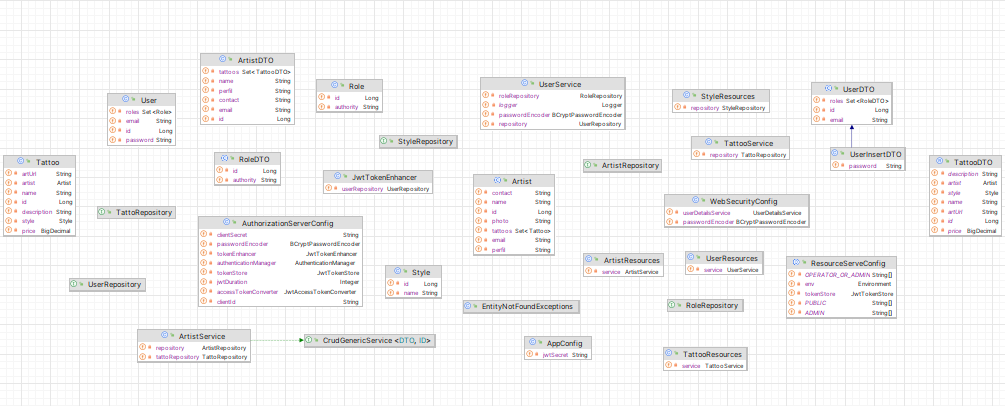 ArtistDTO
tattoos Set<TattooDTO>
name String
perfil String
contact String
email String
id Long
Role
id Long
authority String
User
roles Set<Role>
email String
id Long
password String
UserService
roleRepository RoleRepository
logger Logger
passwordEncoder BCryptPasswordEncoder
repository UserRepository
StyleResources
repository StyleRepository
UserDTO
roles Set<RoleDTO>
id Long
email String
StyleRepository
TattooService
repository TattoRepository
UserInsertDTO
password String
Tattoo
artUrl String
artist Artist
name String
id Long
description String
style Style
price BigDecimal
RoleDTO
id Long
authority String
JwtTokenEnhancer
userRepository UserRepository
ArtistRepository
TattooDTO
description String
artist Artist
style Style
name String
artUrl String
id Long
price BigDecimal
Artist
contact String
name String
id Long
photo String
tattoos Set<Tattoo>
email String
perfil String
TattoRepository
WebSecurityConfig
userDetailsService UserDetailsService
passwordEncoder BCryptPasswordEncoder
AuthorizationServerConfig
clientSecret String
passwordEncoder BCryptPasswordEncoder
tokenEnhancer JwtTokenEnhancer
authenticationManager AuthenticationManager
tokenStore JwtTokenStore
jwtDuration Integer
accessTokenConverter JwtAccessTokenConverter
clientId String
ArtistResources
service ArtistService
UserResources
service UserService
ResourceServeConfig
OPERATOR_OR_ADMIN String[]
env Environment
tokenStore JwtTokenStore
PUBLIC String[]
ADMIN String[]
UserRepository
Style
id Long
name String
EntityNotFoundExceptions
RoleRepository
ArtistService
repository ArtistRepository
tattoRepository TattoRepository
CrudGenericService <DTO, ID>
AppConfig
jwtSecret String
TattooResources
service TattooService